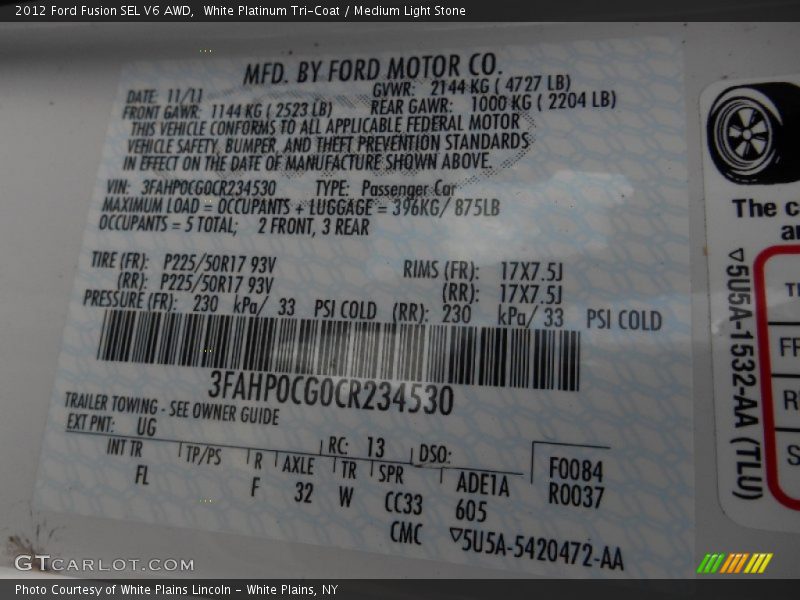 2012 Ford Fusion SEL V6 AWD, White Platinum Tri-Coat / Medium Light Stone
MFD. BY FORD MOTOR CO.
DATE: 11/11 GVWR: 2144 KG ( 4727 LB)
FRONT GAWR: 1144 KG ( 2523 LB) REAR GAWR: 1000 KG ( 2204 LB)
THIS VEHICLE CONFORMS TO ALL APPLICABLE FEDERAL MOTOR
VEHICLE SAFETY, BUMPER, AND THEFT PREVENTION STANDARDS
IN EFFECT ON THE DATE OF MANUFACTURE SHOWN ABOVE.
VIN: 3FAHP0CG0CR234530 TYPE: Passenger Car
MAXIMUM LOAD = OCCUPANTS + LUGGAGE = 396KG/ 875LB
OCCUPANTS = 5 TOTAL; 2 FRONT, 3 REAR
TIRE (FR): P225/50R17 93V RIMS (FR): 17X7.5J
(RR): P225/50R17 93V (RR): 17X7.5J
PRESSURE (FR): 230 kPa/ 33 PSI COLD (RR): 230 kPa/ 33 PSI COLD
3FAHP0CG0CR234530
TRAILER TOWING - SEE OWNER GUIDE
EXT PNT: UG RC: 13 DSO:
INT TR TP/PS R AXLE TR SPR ADE1A F0084
FL F 32 W CC33 605 R0037
CMC ▽5U5A-5420472-AA
The c
an
▽5U5A-1532-AA (TLU)
FF
R
S
GTCARLOT.COM
Photo Courtesy of White Plains Lincoln - White Plains, NY